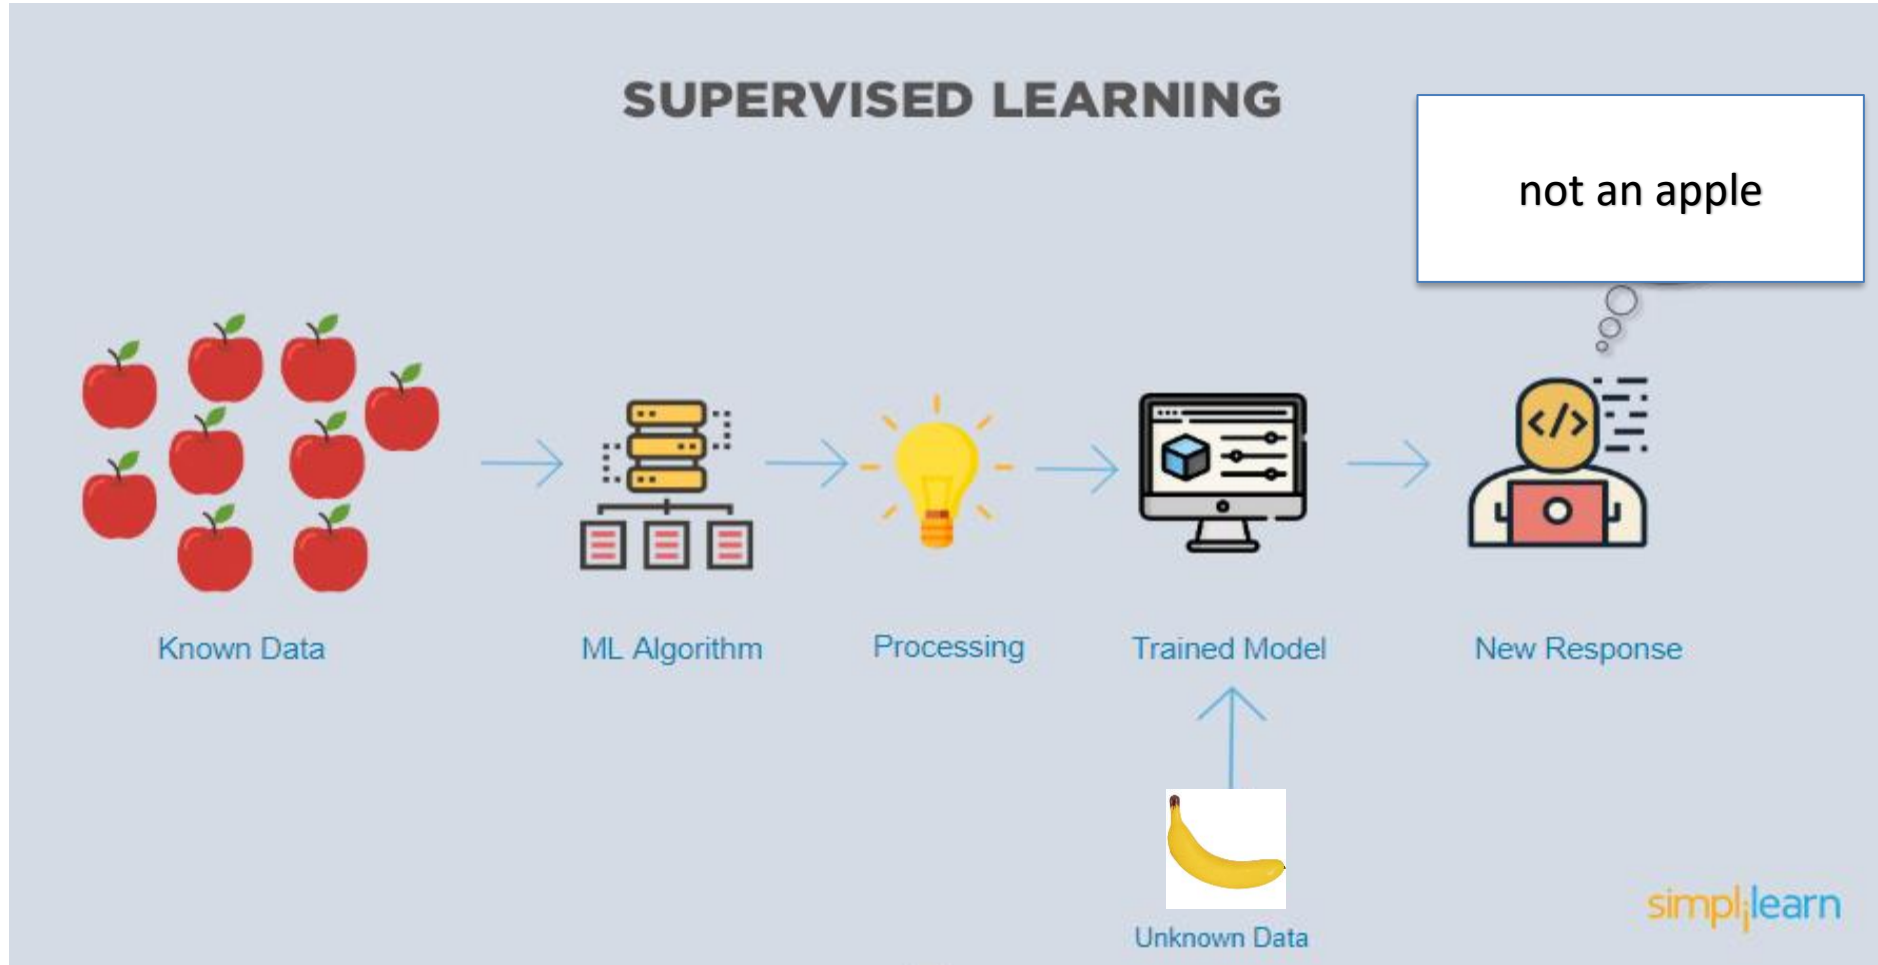 SUPERVISED LEARNING
not an apple
</>
Known Data
ML Algorithm
Processing
Trained Model
New Response
Unknown Data
simplilearn